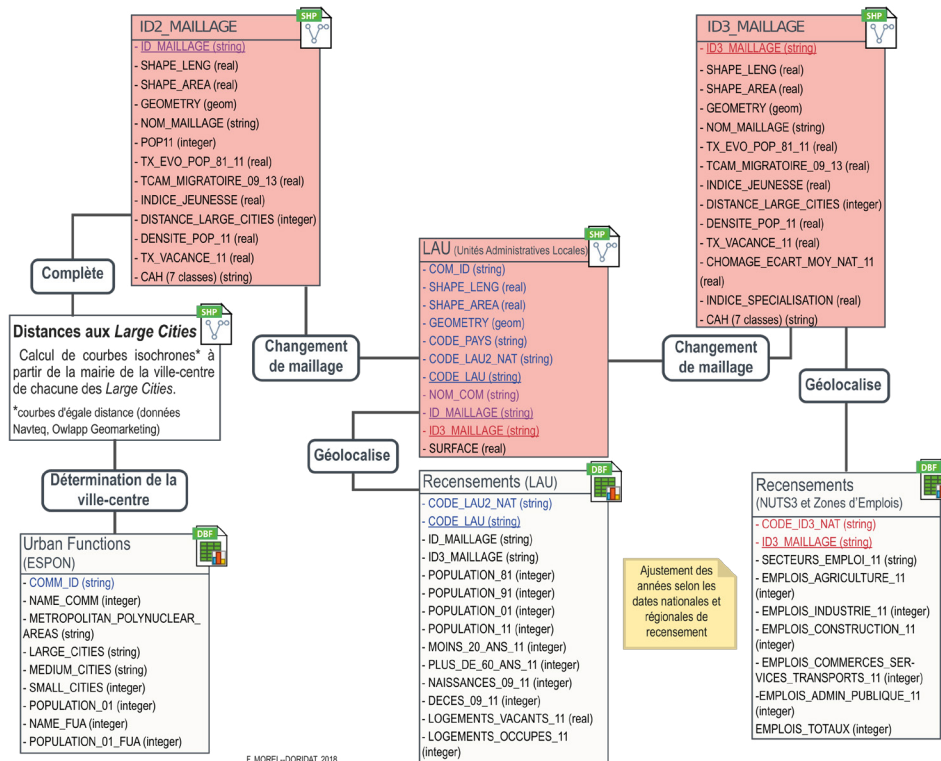 ID2_MAILLAGE
SHP
- ID_MAILLAGE (string)
- SHAPE_LENG (real)
- SHAPE_AREA (real)
- GEOMETRY (geom)
- NOM_MAILLAGE (string)
- POP11 (integer)
- TX_EVO_POP_81_11 (real)
- TCAM_MIGRATOIRE_09_13 (real)
- INDICE_JEUNESSE (real)
- DISTANCE_LARGE_CITIES (integer)
- DENSITE_POP_11 (real)
- TX_VACANCE_11 (real)
- CAH (7 classes) (string)
Complète
SHP
Distances aux Large Cities
Calcul de courbes isochrones* à
partir de la mairie de la ville-centre
de chacune des Large Cities.
*courbes d'égale distance (données
Navteq, Owlapp Geomarketing)
Détermination de la
ville-centre
DBF
Urban Functions
(ESPON)
- COMM_ID (string)
- NAME_COMM (integer)
- METROPOLITAN_POLYNUCLEAR_
AREAS (string)
- LARGE_CITIES (string)
- MEDIUM_CITIES (string)
- SMALL_CITIES (integer)
- POPULATION_01 (integer)
- NAME_FUA (integer)
- POPULATION_01_FUA (integer)
Changement
de maillage
SHP
LAU (Unités Administratives Locales)
- COM_ID (string)
- SHAPE_LENG (real)
- SHAPE_AREA (real)
- GEOMETRY (geom)
- CODE_PAYS (string)
- CODE_LAU2_NAT (string)
- CODE_LAU (string)
- NOM_COM (string)
- ID_MAILLAGE (string)
- ID3_MAILLAGE (string)
- SURFACE (real)
Géolocalise
DBF
Recensements (LAU)
- CODE_LAU2_NAT (string)
- CODE_LAU (string)
- ID_MAILLAGE (string)
- ID3_MAILLAGE (string)
- POPULATION_81 (integer)
- POPULATION_91 (integer)
- POPULATION_01 (integer)
- POPULATION_11 (integer)
- MOINS_20_ANS_11 (integer)
- PLUS_DE_60_ANS_11 (integer)
- NAISSANCES_09_11 (integer)
- DECES_09_11 (integer)
- LOGEMENTS_VACANTS_11 (real)
- LOGEMENTS_OCCUPES_11
(integer)
Changement
de maillage
ID3_MAILLAGE
SHP
- ID3_MAILLAGE (string)
- SHAPE_LENG (real)
- SHAPE_AREA (real)
- GEOMETRY (geom)
- NOM_MAILLAGE (string)
- TX_EVO_POP_81_11 (real)
- TCAM_MIGRATOIRE_09_13 (real)
- INDICE_JEUNESSE (real)
- DISTANCE_LARGE_CITIES (integer)
- DENSITE_POP_11 (real)
- TX_VACANCE_11 (real)
- CHOMAGE_ECART_MOY_NAT_11
(real)
- INDICE_SPECIALISATION (real)
- CAH (7 classes) (string)
Géolocalise
Ajustement des
années selon les
dates nationales et
régionales de
recensement
DBF
Recensements
(NUTS3 et Zones d'Emplois)
- CODE_ID3_NAT (string)
- ID3_MAILLAGE (string)
- SECTEURS_EMPLOI_11 (string)
- EMPLOIS_AGRICULTURE_11
(integer)
- EMPLOIS_INDUSTRIE_11 (integer)
- EMPLOIS_CONSTRUCTION_11
(integer)
- EMPLOIS_COMMERCES_SER-
VICES_TRANSPORTS_11 (integer)
-EMPLOIS_ADMIN_PUBLIQUE_11
(integer)
EMPLOIS_TOTAUX (integer)
F. MOREL--DORIDAT, 2018